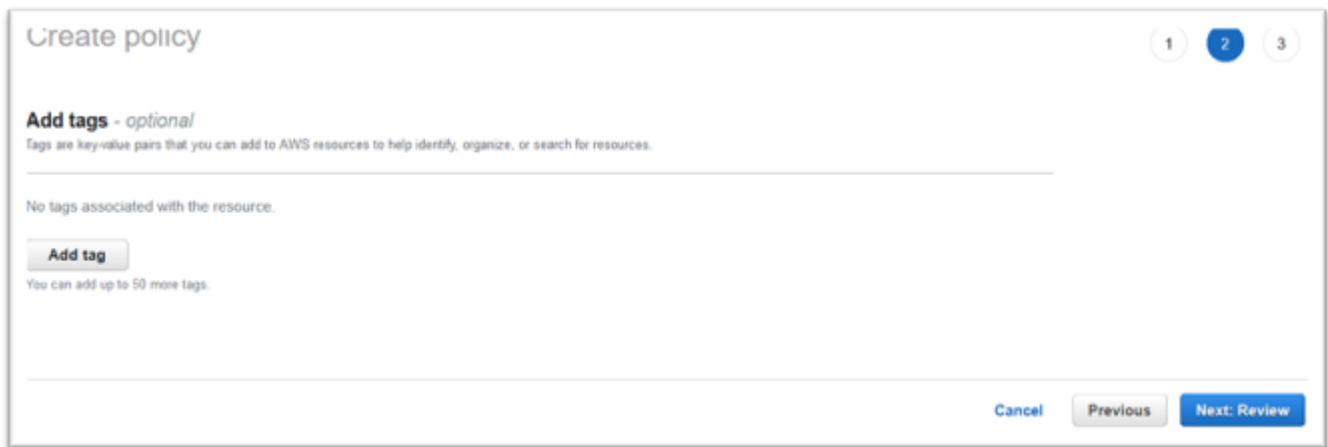 Create policy
1 2 3
Add tags - optional
Tags are key-value pairs that you can add to AWS resources to help identify, organize, or search for resources.
No tags associated with the resource.
Add tag
You can add up to 50 more tags.
Cancel Previous Next: Review